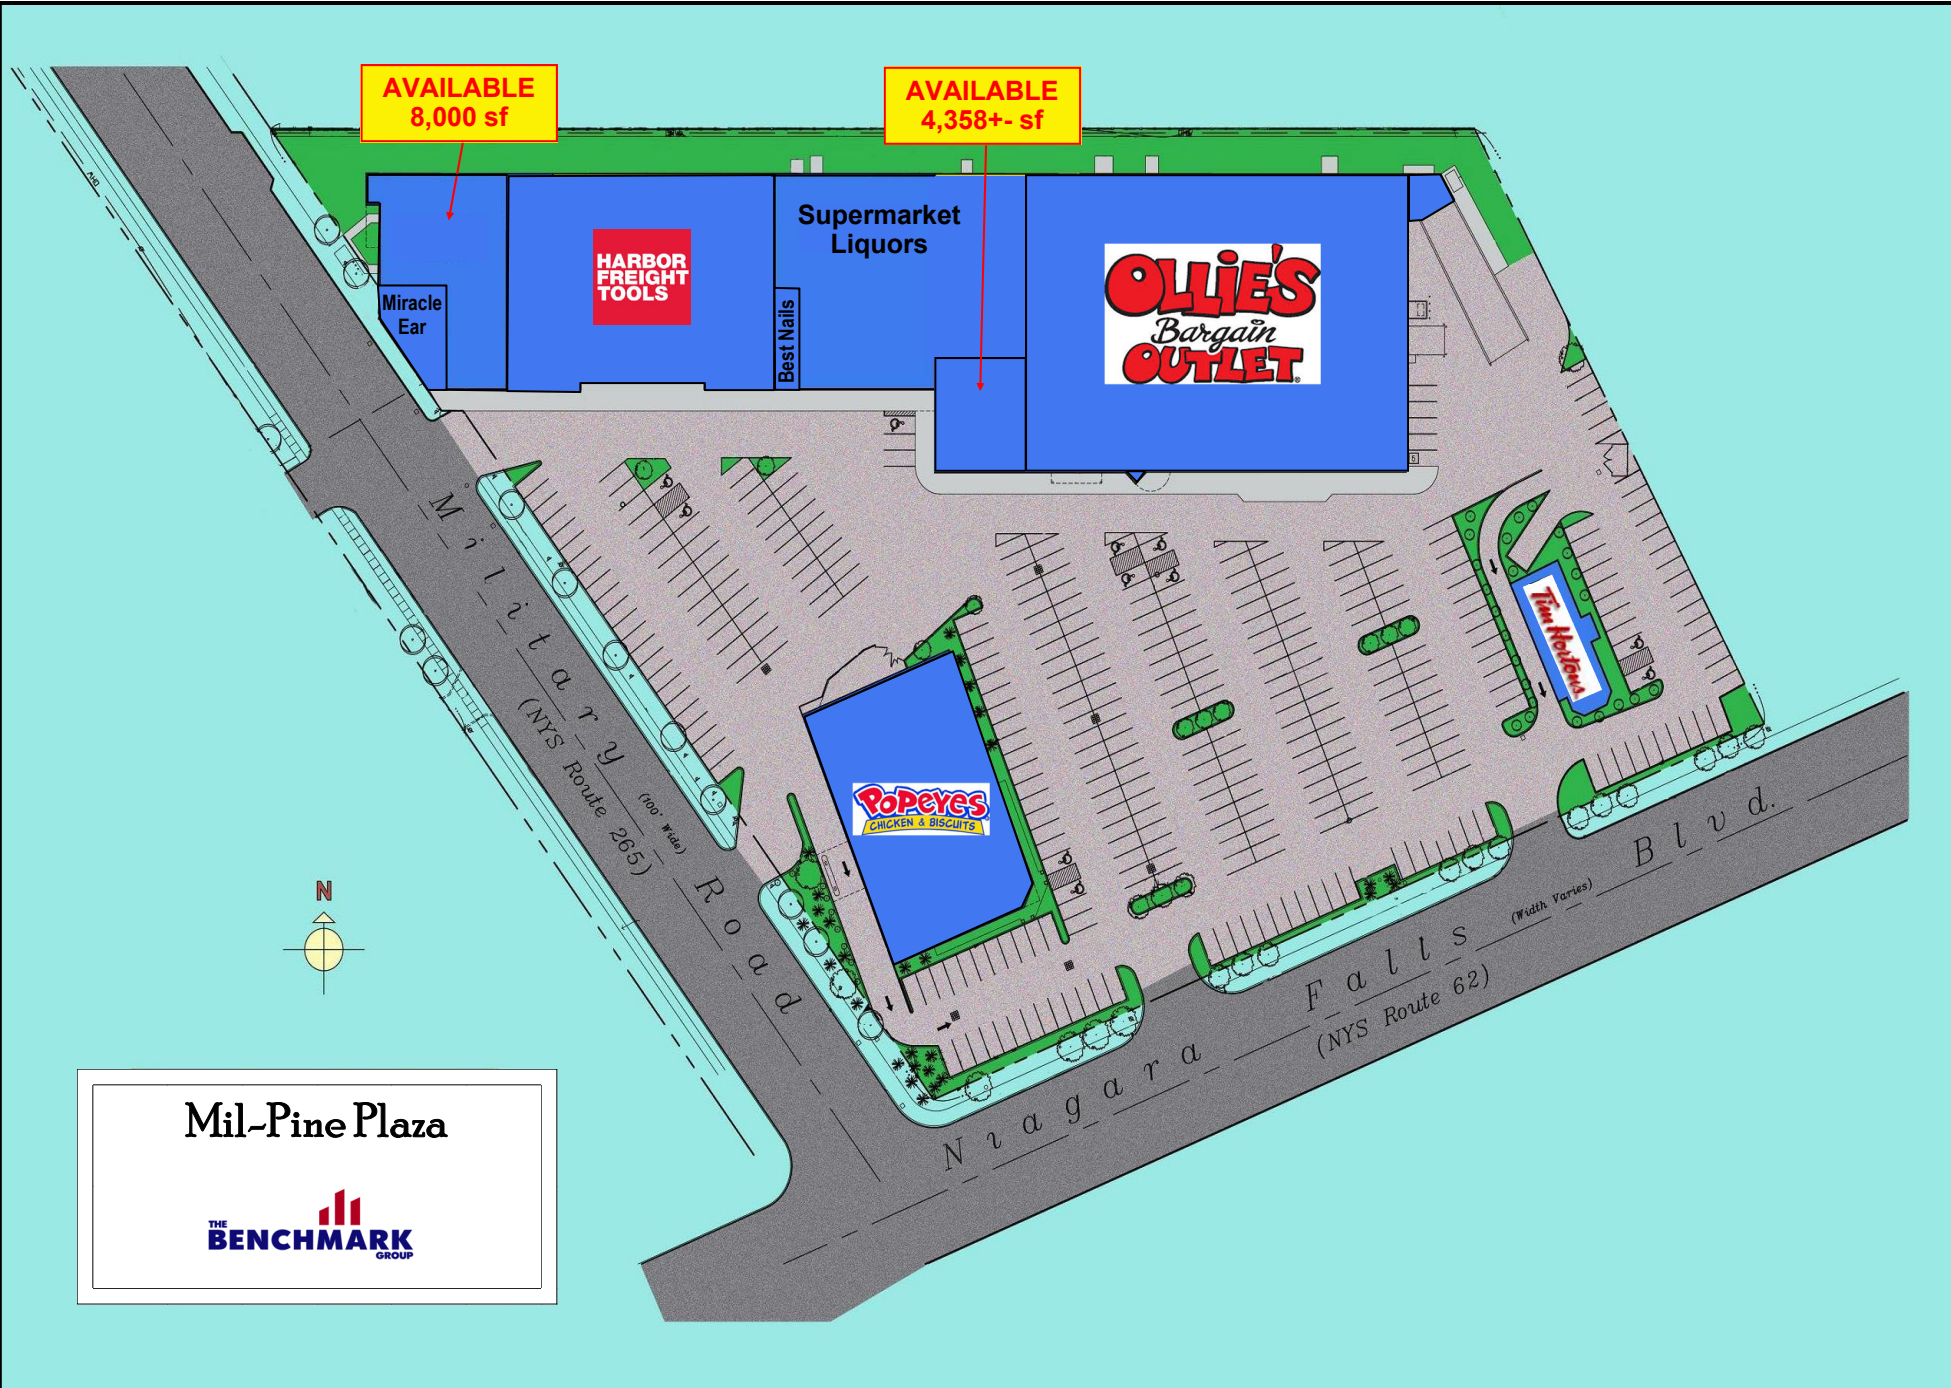 AVAILABLE
8,000 sf
AVAILABLE
4,358+- sf
Supermarket
Liquors
HARBOR
FREIGHT
TOOLS
OLLIE'S
Bargain
OUTLET
Miracle
Ear
Best Nails
Tim Hortons
POPEYES
CHICKEN & BISCUITS
Military Road
(NYS Route 265)
(100' Wide)
Niagara Falls Blvd.
(Width Varies)
(NYS Route 62)
N
Mil-Pine Plaza
THE
BENCHMARK
GROUP